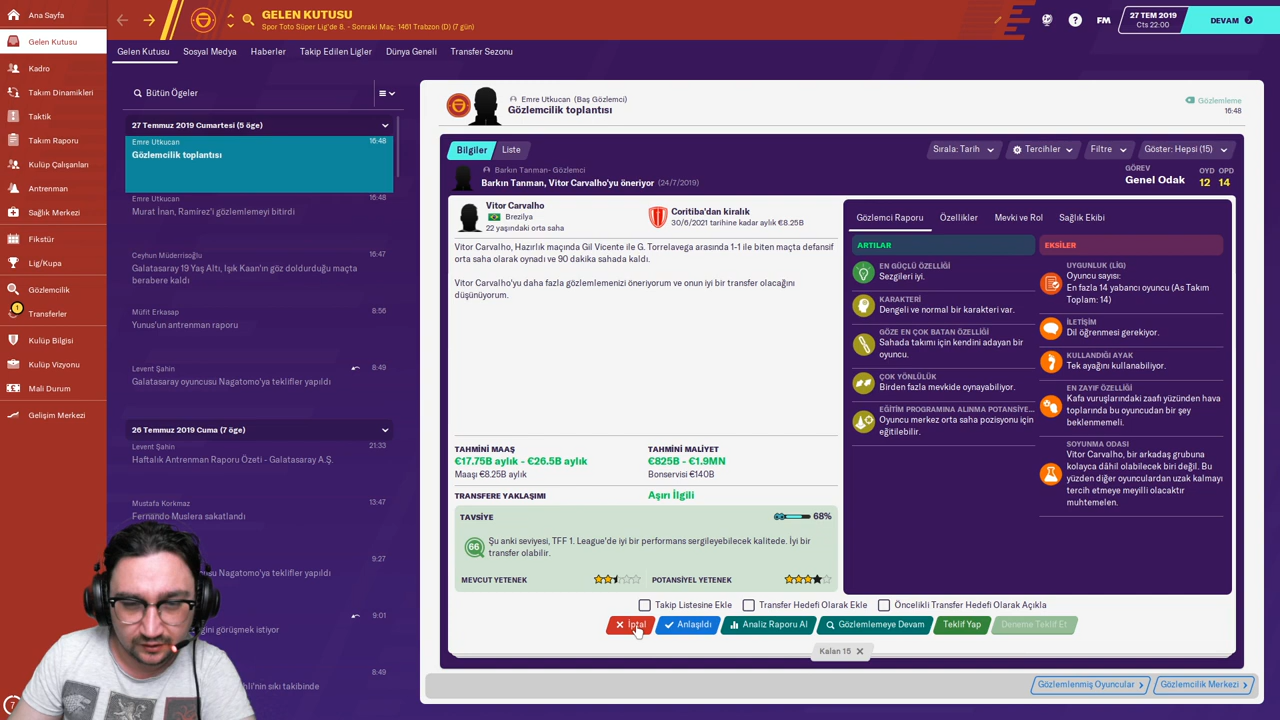 Ana Sayfa
Gelen Kutusu
Kadro
Takım Dinamikleri
Taktik
Takım Raporu
Kulüp Çalışanları
Antrenman
Sağlık Merkezi
Fikstür
Lig/Kupa
Gözlemcilik
1
Transferler
Kulüp Bilgisi
Kulüp Vizyonu
Mali Durum
Gelişim Merkezi
GELEN KUTUSU
Spor Toto Süper Lig'de 8. - Sonraki Maç: 1461 Trabzon (D) (7 gün)
FM
27 TEM 2019
Cts 22:00
DEVAM
Gelen Kutusu
Sosyal Medya
Haberler
Takip Edilen Ligler
Dünya Geneli
Transfer Sezonu
Bütün Ögeler
27 Temmuz 2019 Cumartesi (5 öge)
Emre Utkucan 16:48
Gözlemcilik toplantısı
Emre Utkucan 16:48
Murat İnan, Ramírez'i gözlemlemeyi bitirdi
Ceyhun Müderrisoğlu 16:47
Galatasaray 19 Yaş Altı, Işık Kaan'ın göz doldurduğu maçta
berabere kaldı
Müfit Erkasap 8:56
Yunus'un antrenman raporu
Levent Şahin 8:49
Galatasaray oyuncusu Nagatomo'ya teklifler yapıldı
26 Temmuz 2019 Cuma (7 öge)
Levent Şahin 21:33
Haftalık Antrenman Raporu Özeti - Galatasaray A.Ş.
Mustafa Korkmaz 13:47
Fernando Muslera sakatlandı
9:27
Nagatomo'ya teklifler yapıldı
9:01
görüşmek istiyor
8:49
sıkı takibinde
Emre Utkucan (Baş Gözlemci)
Gözlemcilik toplantısı
Gözlemleme
16:48
Bilgiler
Liste
Sırala: Tarih
Tercihler
Filtre
Göster: Hepsi (15)
Barkın Tanman- Gözlemci
Barkın Tanman, Vitor Carvalho'yu öneriyor (24/7/2019)
GÖREV
Genel Odak
OYD OPD
12 14
Vitor Carvalho
Brezilya
22 yaşındaki orta saha
Coritiba'dan kiralık
30/6/2021 tarihine kadar aylık €8.25B
Vitor Carvalho, Hazırlık maçında Gil Vicente ile G. Torrelavega arasında 1-1 ile biten maçta defansif
orta saha olarak oynadı ve 90 dakika sahada kaldı.
Vitor Carvalho'yu daha fazla gözlemlemenizi öneriyorum ve onun iyi bir transfer olacağını
düşünüyorum.
TAHMİNİ MAAŞ
€17.75B aylık - €26.5B aylık
Maaşı €8.25B aylık
TAHMİNİ MALİYET
€825B - €1.9MN
Bonservisi €140B
TRANSFERE YAKLAŞIMI
Aşırı İlgili
TAVSİYE
68%
66
Şu anki seviyesi, TFF 1. League'de iyi bir performans sergileyebilecek kalitede. İyi bir
transfer olabilir.
MEVCUT YETENEK
POTANSİYEL YETENEK
Gözlemci Raporu
Özellikler
Mevki ve Rol
Sağlık Ekibi
ARTILAR
EN GÜÇLÜ ÖZELLİĞİ
Sezgileri iyi.
KARAKTERİ
Dengeli ve normal bir karakteri var.
GÖZE EN ÇOK BATAN ÖZELLİĞİ
Sahada takımı için kendini adayan bir
oyuncu.
ÇOK YÖNLÜLÜK
Birden fazla mevkide oynayabiliyor.
EĞİTİM PROGRAMINA ALINMA POTANSİYE...
Oyuncu merkez orta saha pozisyonu için
eğitilebilir.
EKSİLER
UYGUNLUK (LİG)
Oyuncu sayısı:
En fazla 14 yabancı oyuncu (As Takım
Toplam: 14)
İLETİŞİM
Dil öğrenmesi gerekiyor.
KULLANDIĞI AYAK
Tek ayağını kullanabiliyor.
EN ZAYIF ÖZELLİĞİ
Kafa vuruşlarındaki zaafı yüzünden hava
toplarında bu oyuncudan bir şey
beklenmemeli.
SOYUNMA ODASI
Vitor Carvalho, bir arkadaş grubuna
kolayca dâhil olabilecek biri değil. Bu
yüzden diğer oyunculardan uzak kalmayı
tercih etmeye meyilli olacaktır
muhtemelen.
Takip Listesine Ekle
Transfer Hedefi Olarak Ekle
Öncelikli Transfer Hedefi Olarak Açıkla
İptal
Anlaşıldı
Analiz Raporu Al
Gözlemlemeye Devam
Teklif Yap
Deneme Teklif Et
Kalan 15
Gözlemlenmiş Oyuncular
Gözlemcilik Merkezi